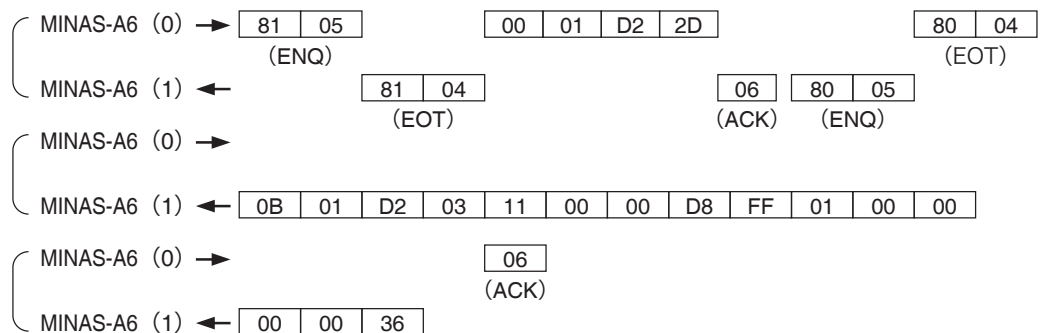 MINAS-A6 (0) 81 05 00 01 D2 2D 80 04
(ENQ) (EOT)
MINAS-A6 (1) 81 04 06 80 05
(EOT) (ACK) (ENQ)
MINAS-A6 (0)
MINAS-A6 (1) 0B 01 D2 03 11 00 00 D8 FF 01 00 00
MINAS-A6 (0) 06
(ACK)
MINAS-A6 (1) 00 00 36